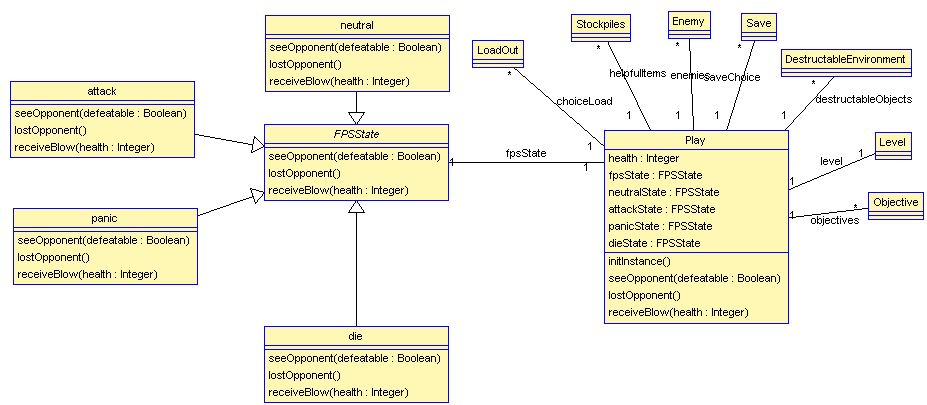 neutral
seeOpponent(defeatable : Boolean)
lostOpponent()
receiveBlow(health : Integer)
attack
seeOpponent(defeatable : Boolean)
lostOpponent()
receiveBlow(health : Integer)
FPSState
seeOpponent(defeatable : Boolean)
lostOpponent()
receiveBlow(health : Integer)
panic
seeOpponent(defeatable : Boolean)
lostOpponent()
receiveBlow(health : Integer)
die
seeOpponent(defeatable : Boolean)
lostOpponent()
receiveBlow(health : Integer)
1
fpsState
1
LoadOut
*
choiceLoad
1
Stockpiles
*
helpfulItems
1
Enemy
*
enemies
1
Save
*
saveChoice
1
DestructableEnvironment
*
destructableObjects
1
Level
1
level
1
Objective
*
objectives
1
Play
health : Integer
fpsState : FPSState
neutralState : FPSState
attackState : FPSState
panicState : FPSState
dieState : FPSState
initInstance()
seeOpponent(defeatable : Boolean)
lostOpponent()
receiveBlow(health : Integer)